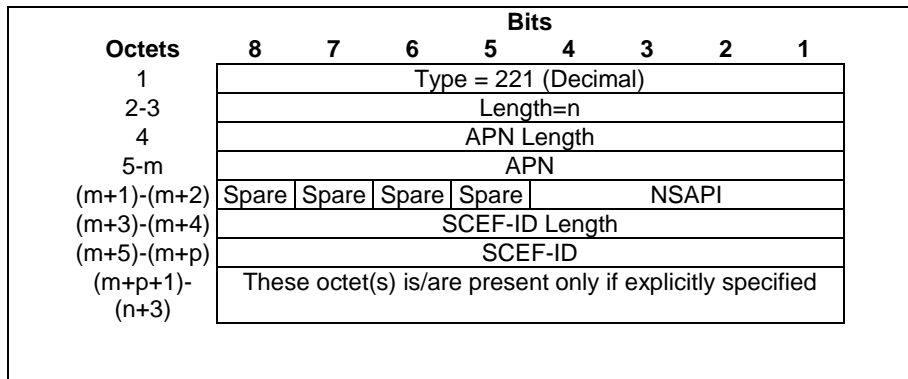 Bits
Octets 8 7 6 5 4 3 2 1
1 Type = 221 (Decimal)
2-3 Length=n
4 APN Length
5-m APN
(m+1)-(m+2) Spare Spare Spare Spare NSAPI
(m+3)-(m+4) SCEF-ID Length
(m+5)-(m+p) SCEF-ID
(m+p+1)- These octet(s) is/are present only if explicitly specified
(n+3)